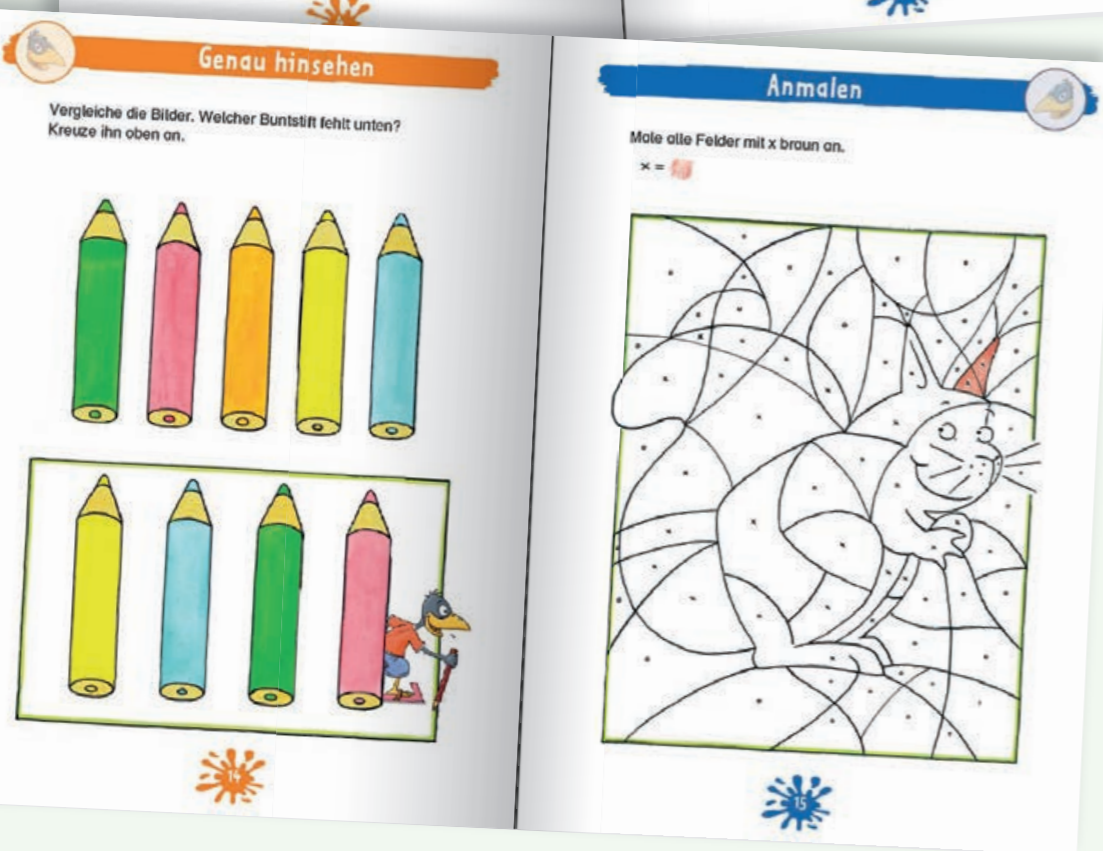 Genau hinsehen
Vergleiche die Bilder. Welcher Buntstift fehlt unten?
Kreuze ihn oben an.
14
Anmalen
Male alle Felder mit x braun an.
x =
15